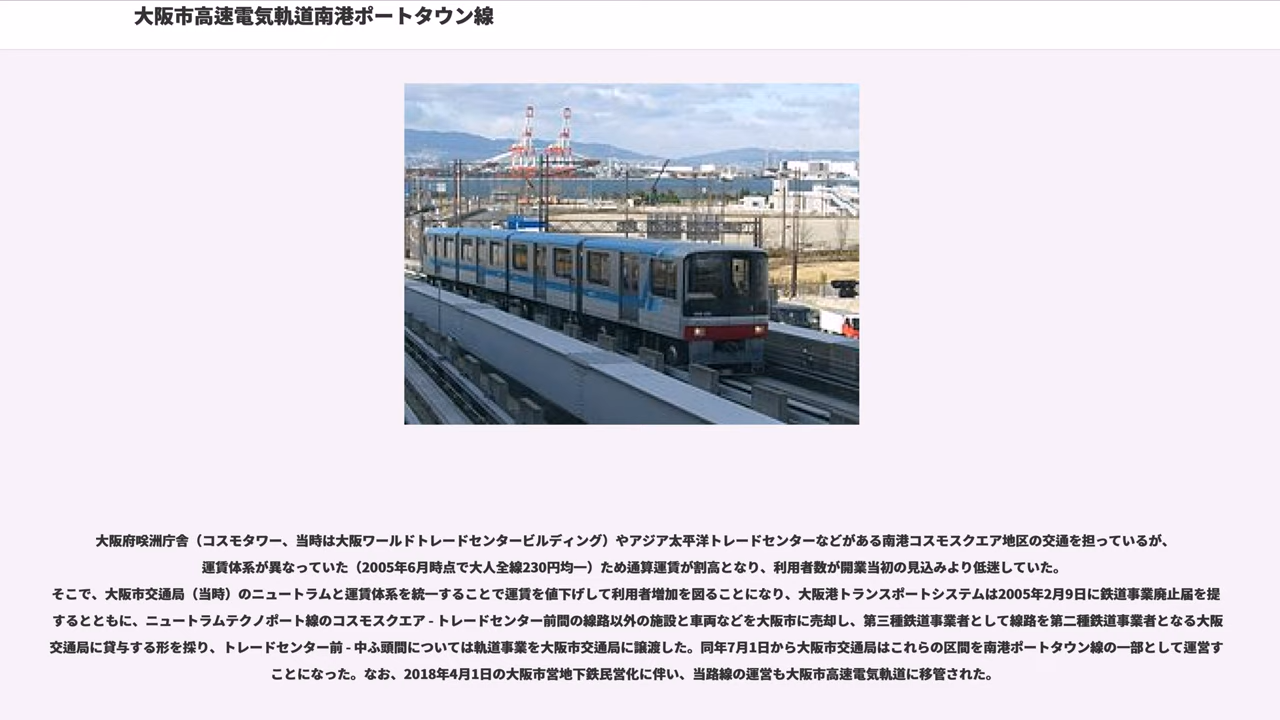 大阪市高速電気軌道南港ポートタウン線
大阪府咲洲庁舎（コスモタワー、当時は大阪ワールドトレードセンタービルディング）やアジア太平洋トレードセンターなどがある南港コスモスクエア地区の交通を担っているが、
運賃体系が異なっていた（2005年6月時点で大人全線230円均一）ため通算運賃が割高となり、利用者数が開業当初の見込みより低迷していた。
そこで、大阪市交通局（当時）のニュートラムと運賃体系を統一することで運賃を値下げして利用者増加を図ることになり、大阪港トランスポートシステムは2005年2月9日に鉄道事業廃止届を提
するとともに、ニュートラムテクノポート線のコスモスクエア - トレードセンター前間の線路以外の施設と車両などを大阪市に売却し、第三種鉄道事業者として線路を第二種鉄道事業者となる大阪
交通局に貸与する形を採り、トレードセンター前 - 中ふ頭間については軌道事業を大阪市交通局に譲渡した。同年7月1日から大阪市交通局はこれらの区間を南港ポートタウン線の一部として運営す
ことになった。なお、2018年4月1日の大阪市営地下鉄民営化に伴い、当路線の運営も大阪市高速電気軌道に移管された。